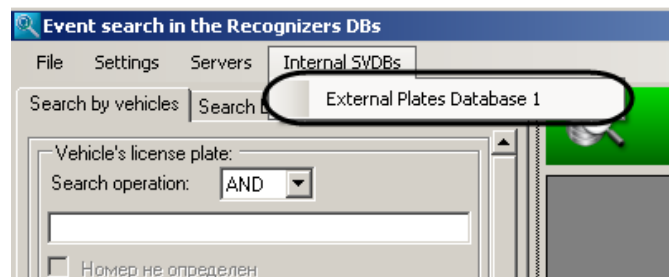 Event search in the Recognizers DBs
File Settings Servers Internal SVDBs
External Plates Database 1
Search by vehicles Search
Vehicle's license plate:
Search operation: AND
Номер не определен